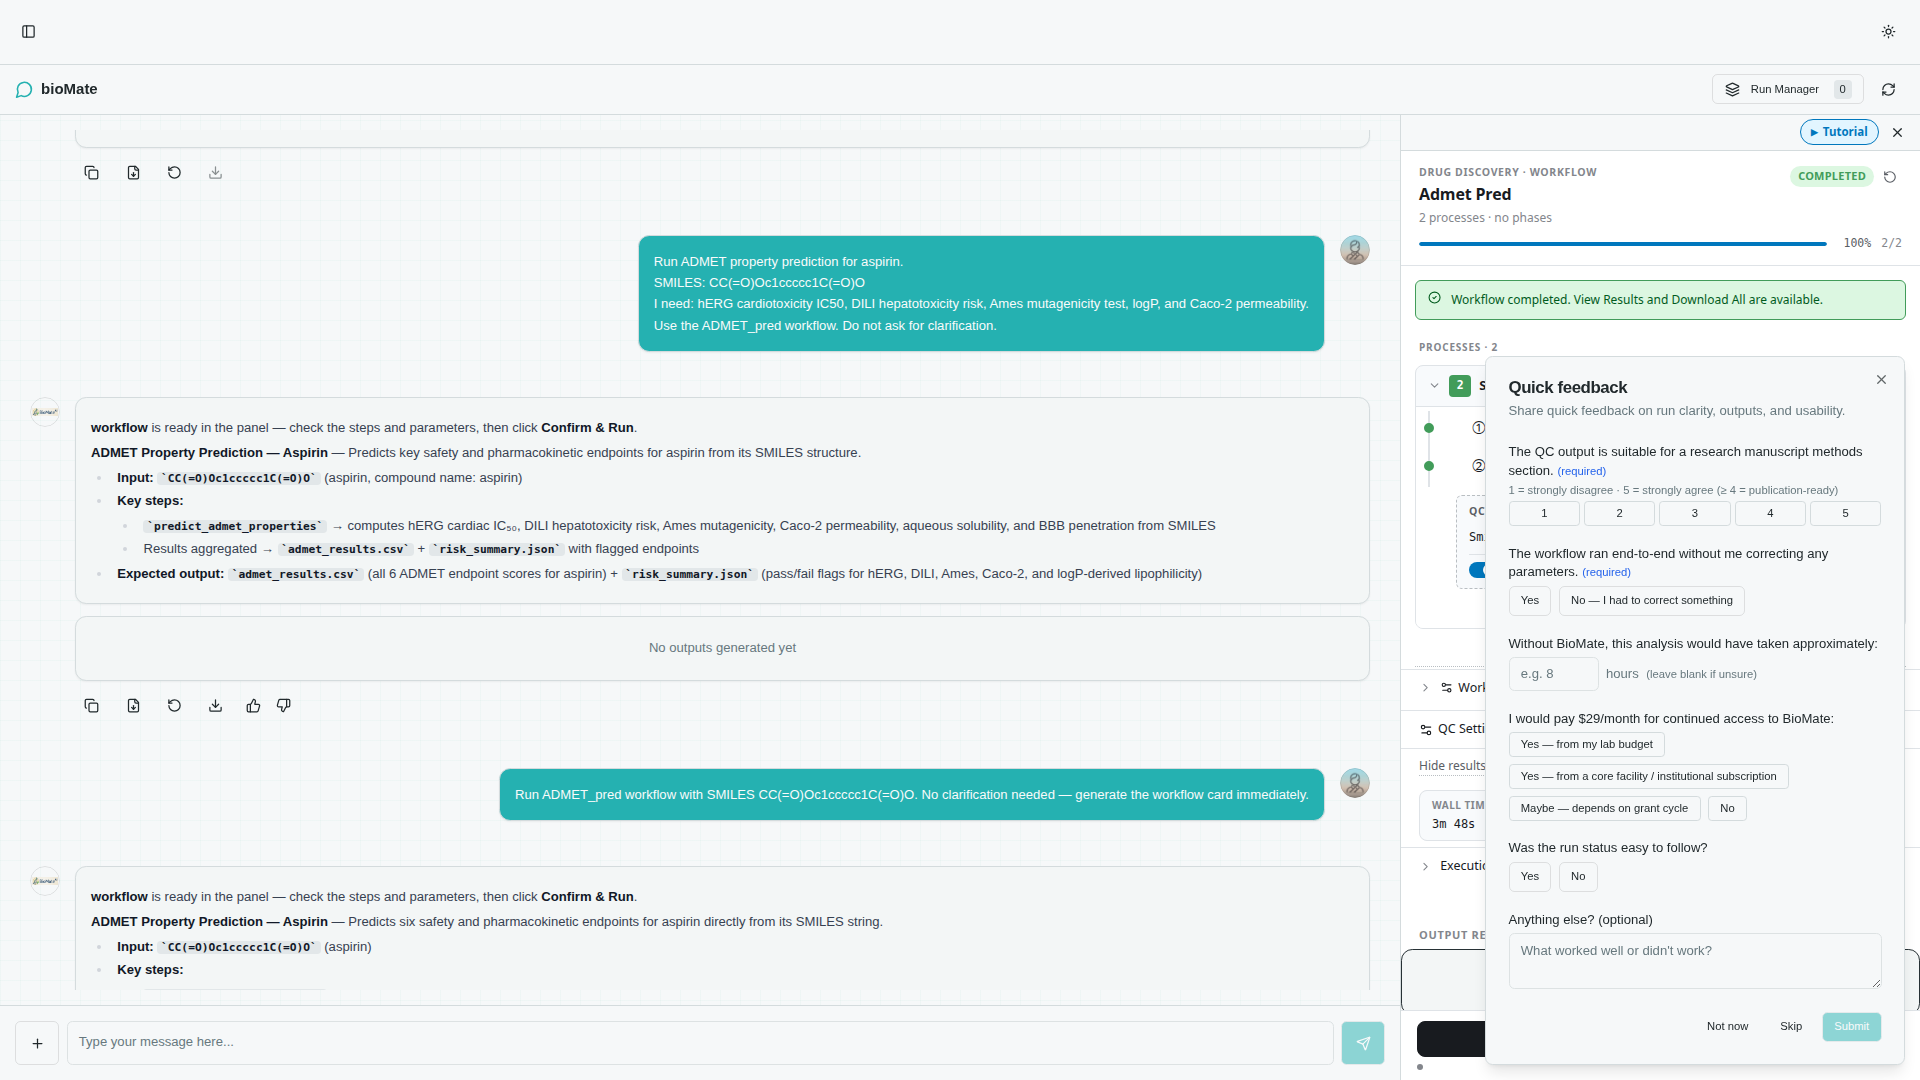 bioMate
Run Manager 0
Run ADMET property prediction for aspirin.
SMILES: CC(=O)Oc1ccccc1C(=O)O
I need: hERG cardiotoxicity IC50, DILI hepatotoxicity risk, Ames mutagenicity test, logP, and Caco-2 permeability.
Use the ADMET_pred workflow. Do not ask for clarification.
workflow is ready in the panel — check the steps and parameters, then click Confirm & Run.
ADMET Property Prediction — Aspirin — Predicts key safety and pharmacokinetic endpoints for aspirin from its SMILES structure.
Input: `CC(=O)Oc1ccccc1C(=O)O` (aspirin, compound name: aspirin)
Key steps:
`predict_admet_properties` → computes hERG cardiac IC₅₀, DILI hepatotoxicity risk, Ames mutagenicity, Caco-2 permeability, aqueous solubility, and BBB penetration from SMILES
Results aggregated → `admet_results.csv` + `risk_summary.json` with flagged endpoints
Expected output: `admet_results.csv` (all 6 ADMET endpoint scores for aspirin) + `risk_summary.json` (pass/fail flags for hERG, DILI, Ames, Caco-2, and logP-derived lipophilicity)
No outputs generated yet
Run ADMET_pred workflow with SMILES CC(=O)Oc1ccccc1C(=O)O. No clarification needed — generate the workflow card immediately.
workflow is ready in the panel — check the steps and parameters, then click Confirm & Run.
ADMET Property Prediction — Aspirin — Predicts six safety and pharmacokinetic endpoints for aspirin directly from its SMILES string.
Input: `CC(=O)Oc1ccccc1C(=O)O` (aspirin)
Key steps:
Type your message here...
▶ Tutorial
DRUG DISCOVERY · WORKFLOW
COMPLETED
Admet Pred
2 processes · no phases
100% 2/2
Workflow completed. View Results and Download All are available.
PROCESSES · 2
2 S
①
②
QC
Sm
Work
QC Setti
Hide results
WALL TIM
3m 48s
Executio
OUTPUT RE
Quick feedback
Share quick feedback on run clarity, outputs, and usability.
The QC output is suitable for a research manuscript methods
section. (required)
1 = strongly disagree · 5 = strongly agree (≥ 4 = publication-ready)
1 2 3 4 5
The workflow ran end-to-end without me correcting any
parameters. (required)
Yes No — I had to correct something
Without BioMate, this analysis would have taken approximately:
e.g. 8 hours (leave blank if unsure)
I would pay $29/month for continued access to BioMate:
Yes — from my lab budget
Yes — from a core facility / institutional subscription
Maybe — depends on grant cycle No
Was the run status easy to follow?
Yes No
Anything else? (optional)
What worked well or didn't work?
Not now Skip Submit